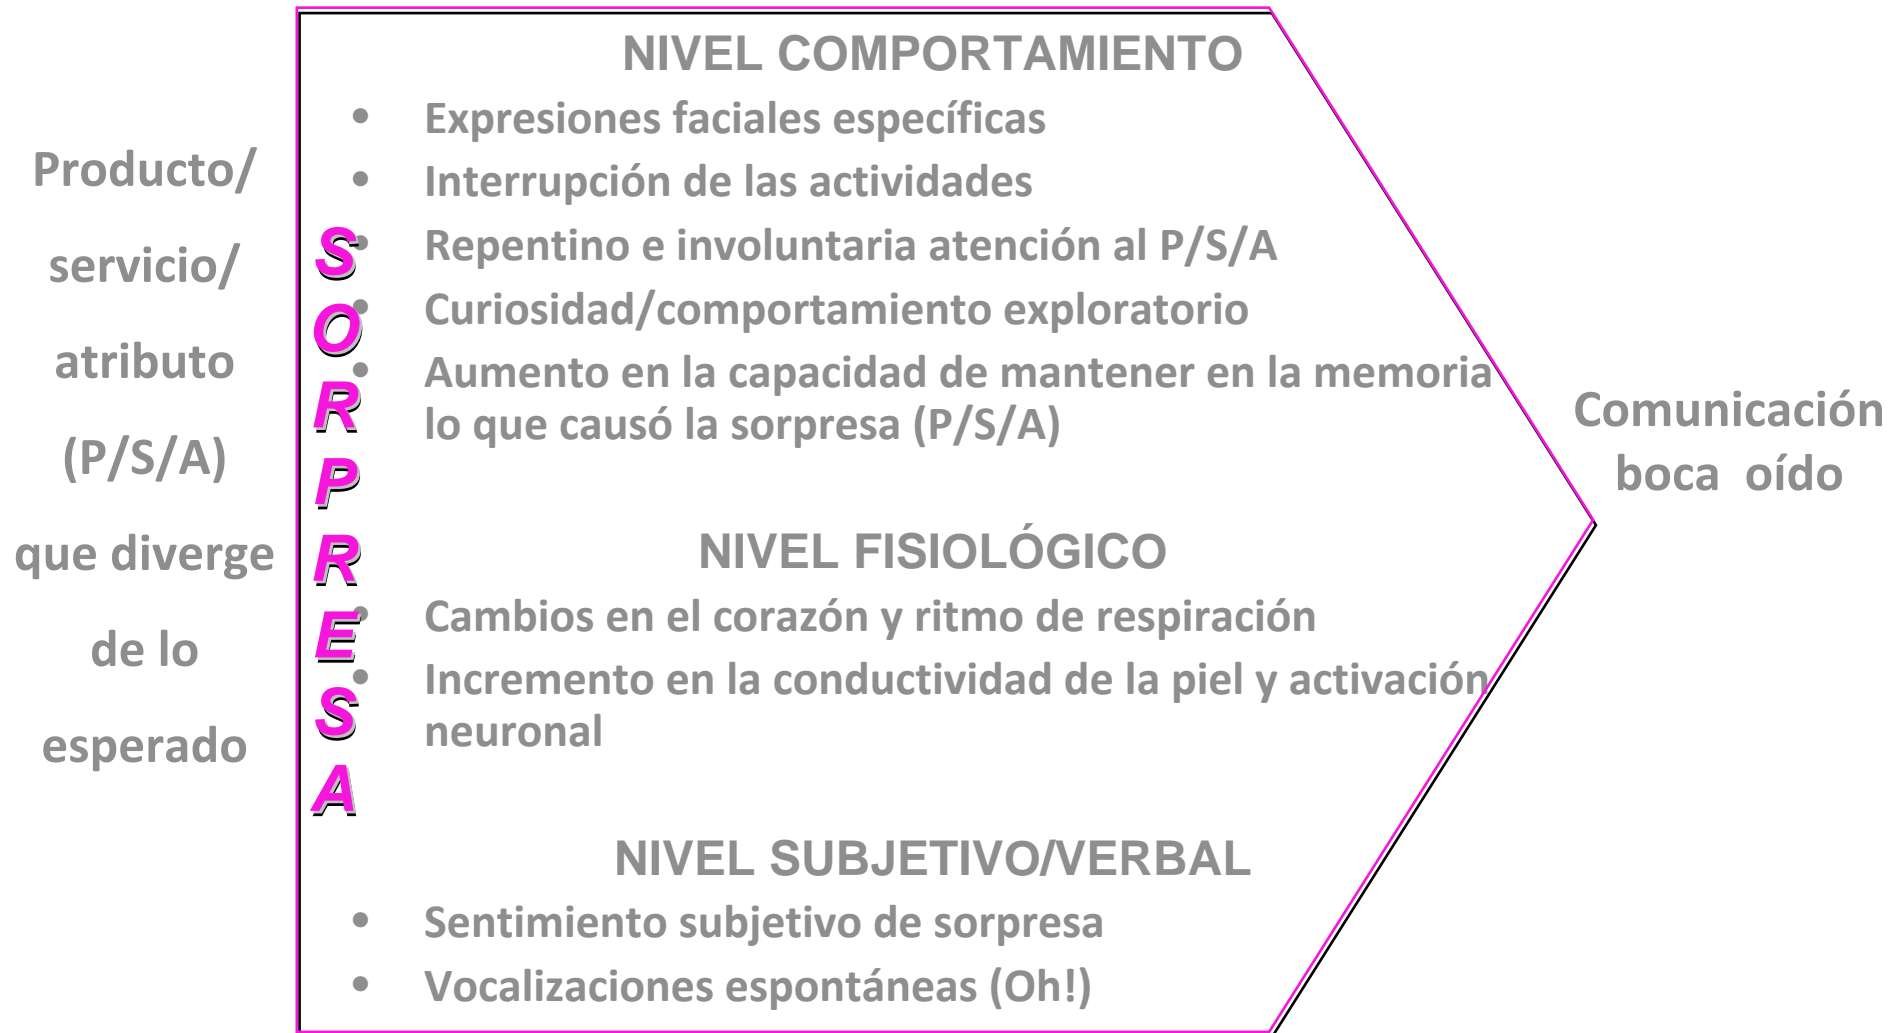 Producto/
servicio/
atributo
(P/S/A)
que diverge
de lo
esperado
SORPRESA
NIVEL COMPORTAMIENTO
• Expresiones faciales específicas
• Interrupción de las actividades
• Repentino e involuntaria atención al P/S/A
• Curiosidad/comportamiento exploratorio
• Aumento en la capacidad de mantener en la memoria
lo que causó la sorpresa (P/S/A)
NIVEL FISIOLÓGICO
• Cambios en el corazón y ritmo de respiración
• Incremento en la conductividad de la piel y activación
neuronal
NIVEL SUBJETIVO/VERBAL
• Sentimiento subjetivo de sorpresa
• Vocalizaciones espontáneas (Oh!)
Comunicación
boca oído